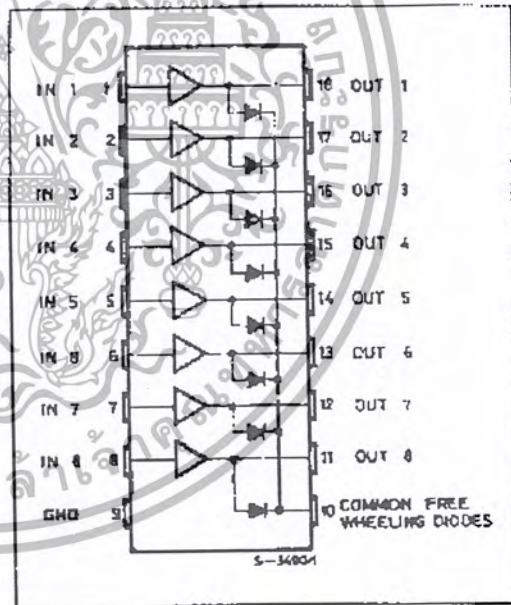 IN 1 1 18 OUT 1
IN 2 2 17 OUT 2
IN 3 3 16 OUT 3
IN 4 4 15 OUT 4
IN 5 5 14 OUT 5
IN 6 6 13 OUT 6
IN 7 7 12 OUT 7
IN 8 8 11 OUT 8
GND 9 10 COMMON FREE
WHEELING DIODES